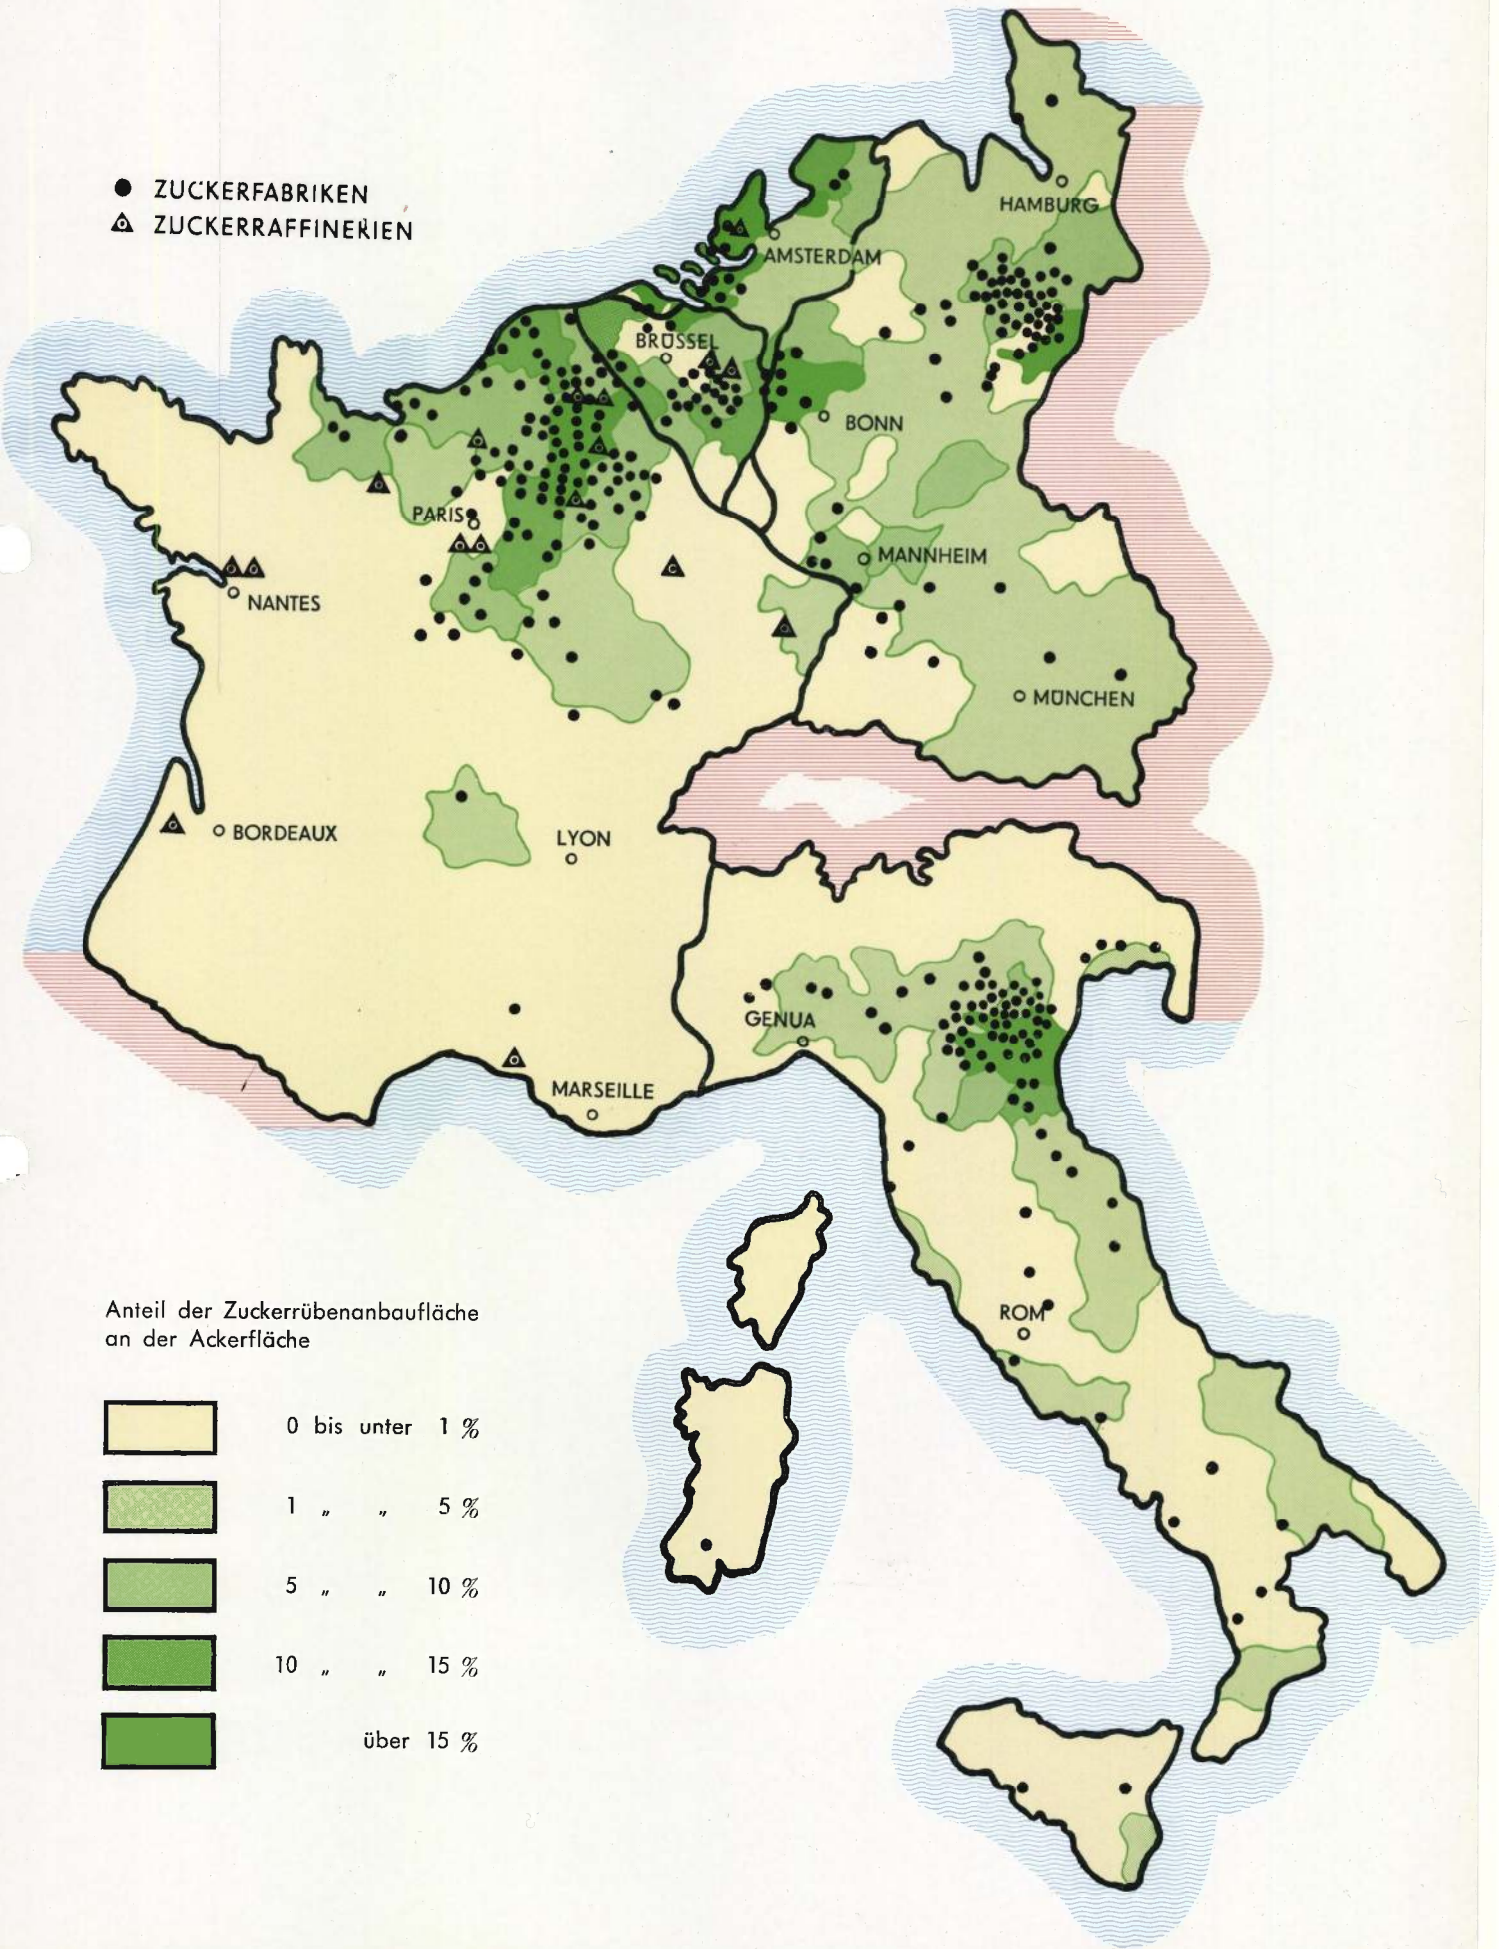 ZUCKERFABRIKEN
ZUCKERRAFFINERIEN
HAMBURG
AMSTERDAM
BRÜSSEL
BONN
PARIS
MANNHEIM
NANTES
MÜNCHEN
BORDEAUX
LYON
GENUA
MARSEILLE
ROM
Anteil der Zuckerrübenanbaufläche
an der Ackerfläche
0 bis unter 1 %
1 „ „ 5 %
5 „ „ 10 %
10 „ „ 15 %
über 15 %